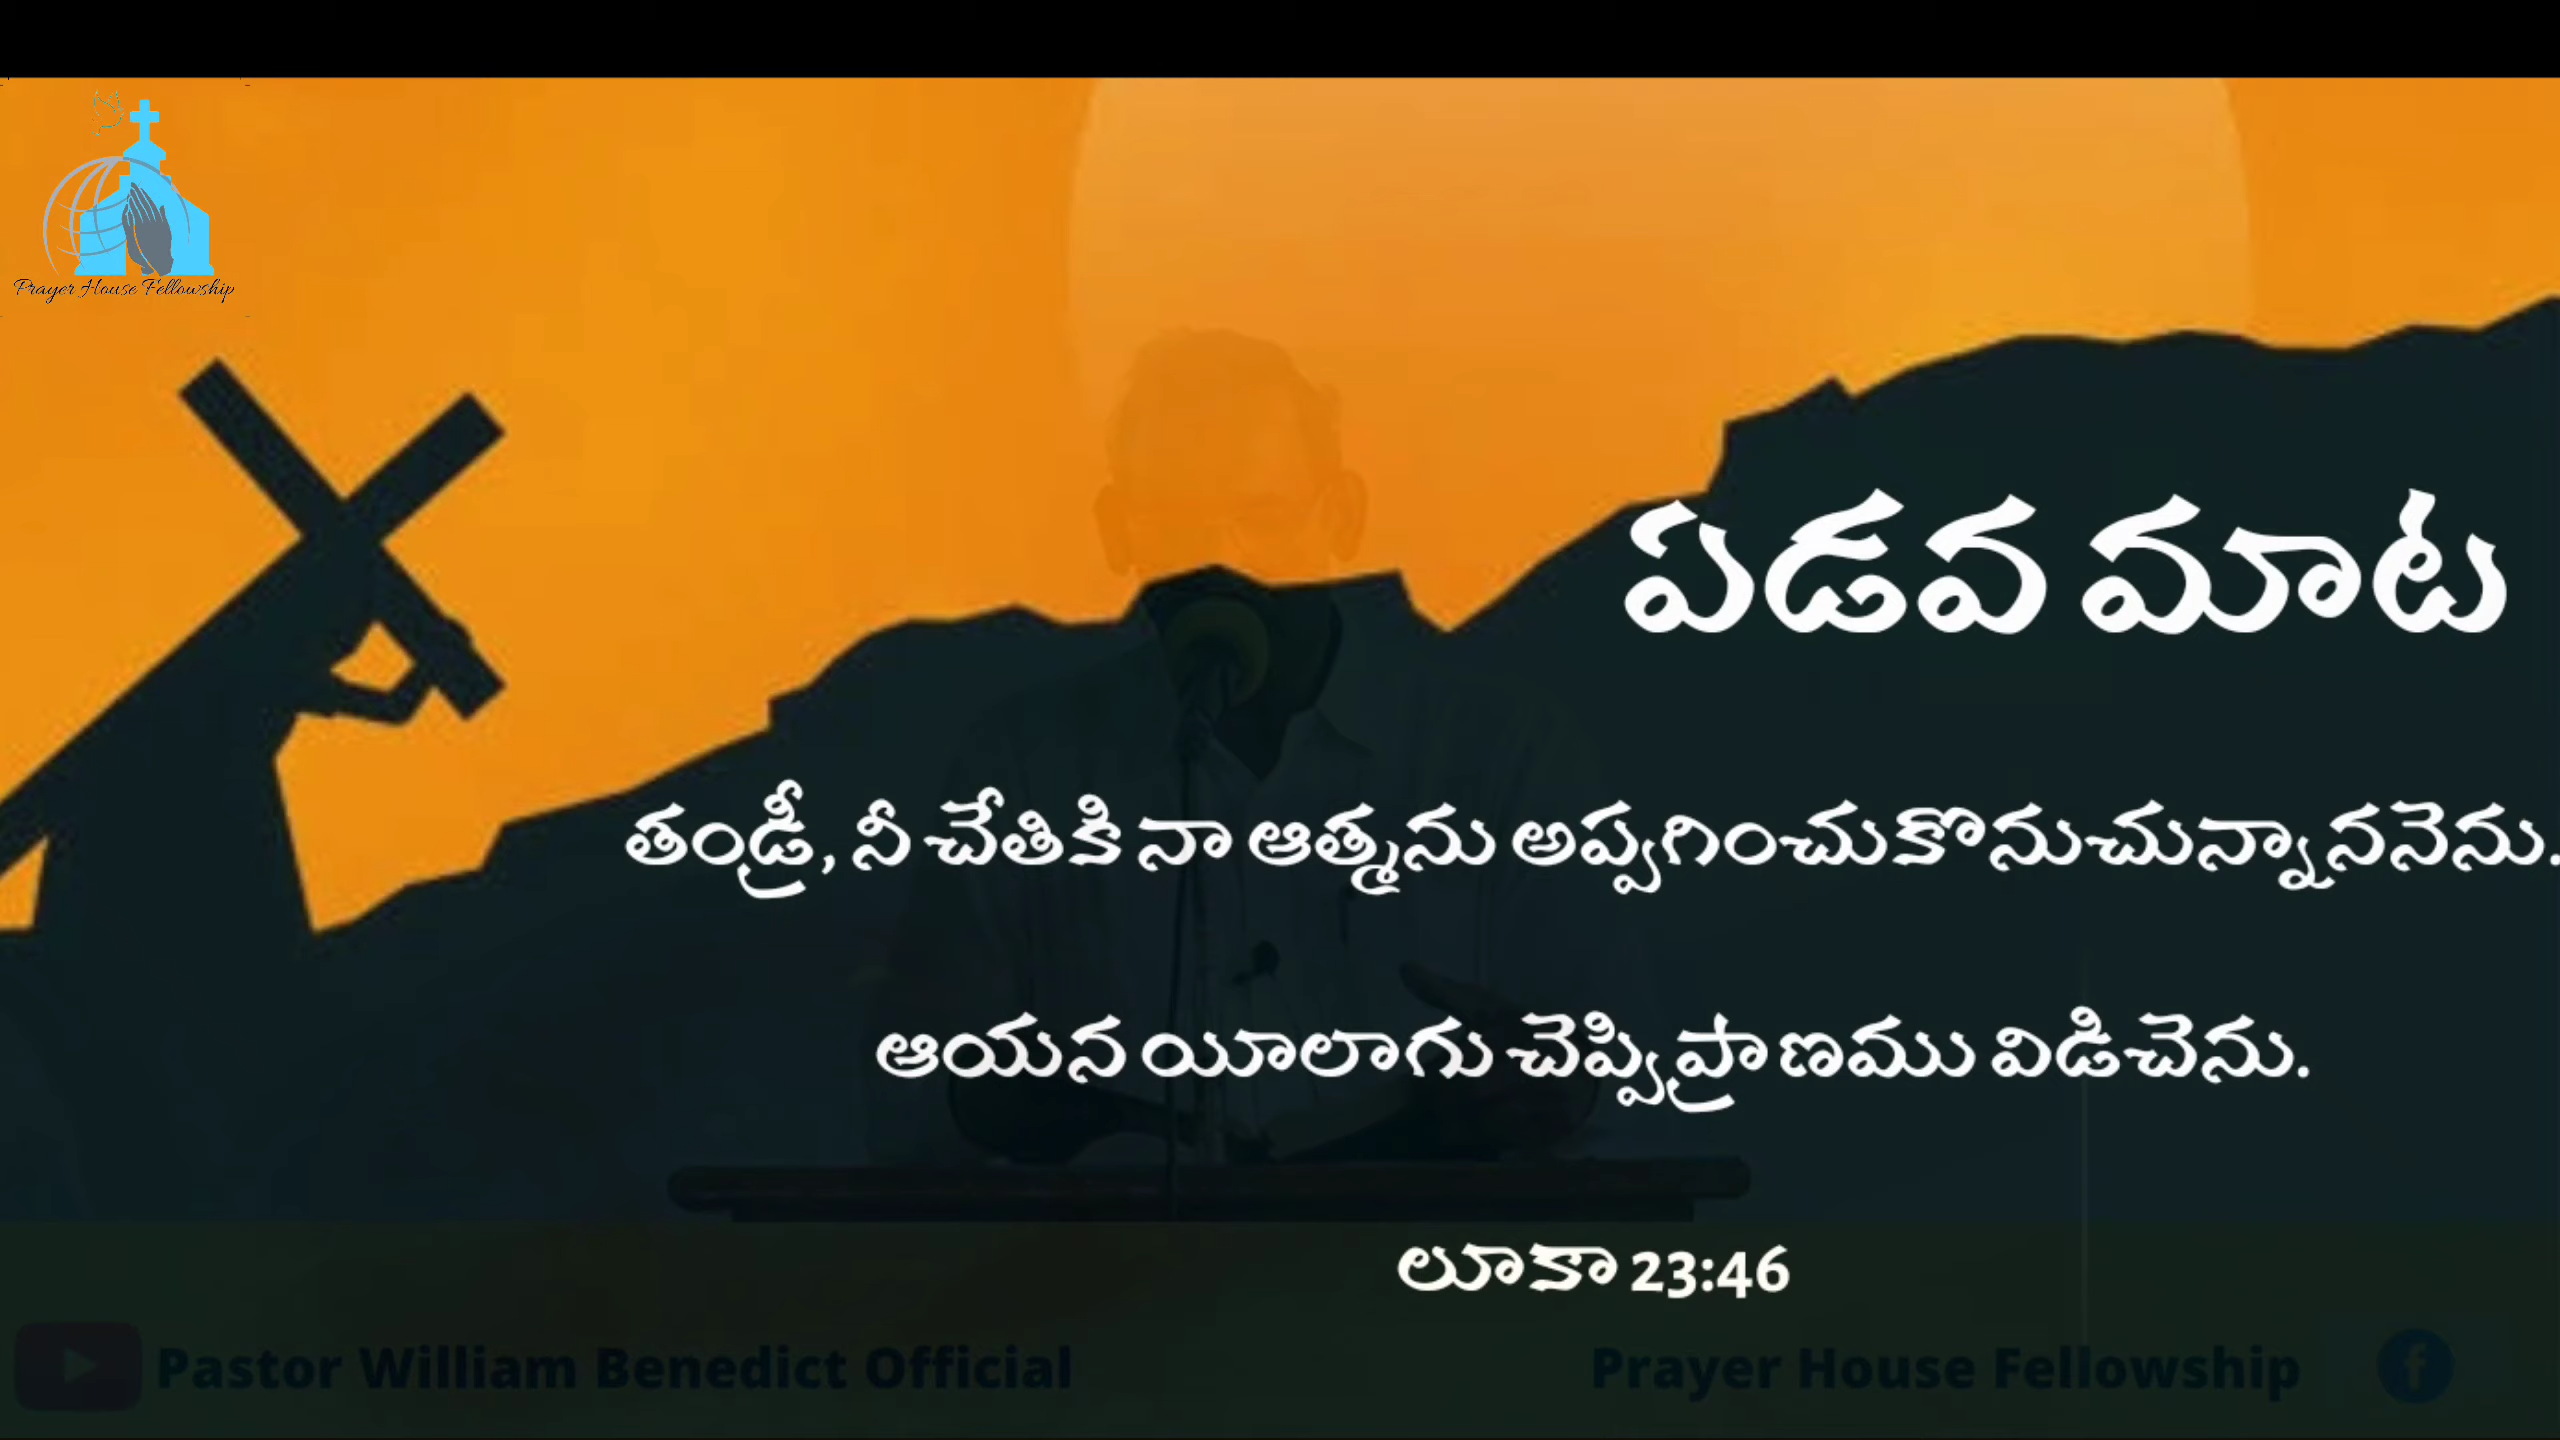 Prayer House Fellowship
ఏడవ మాట
తండ్రీ, నీ చేతికి నా ఆత్మను అప్పగించుకొనుచున్నాననెను.
ఆయన యీలాగు చెప్పి ప్రాణము విడిచెను.
లూకా 23:46
Pastor William Benedict Official
Prayer House Fellowship